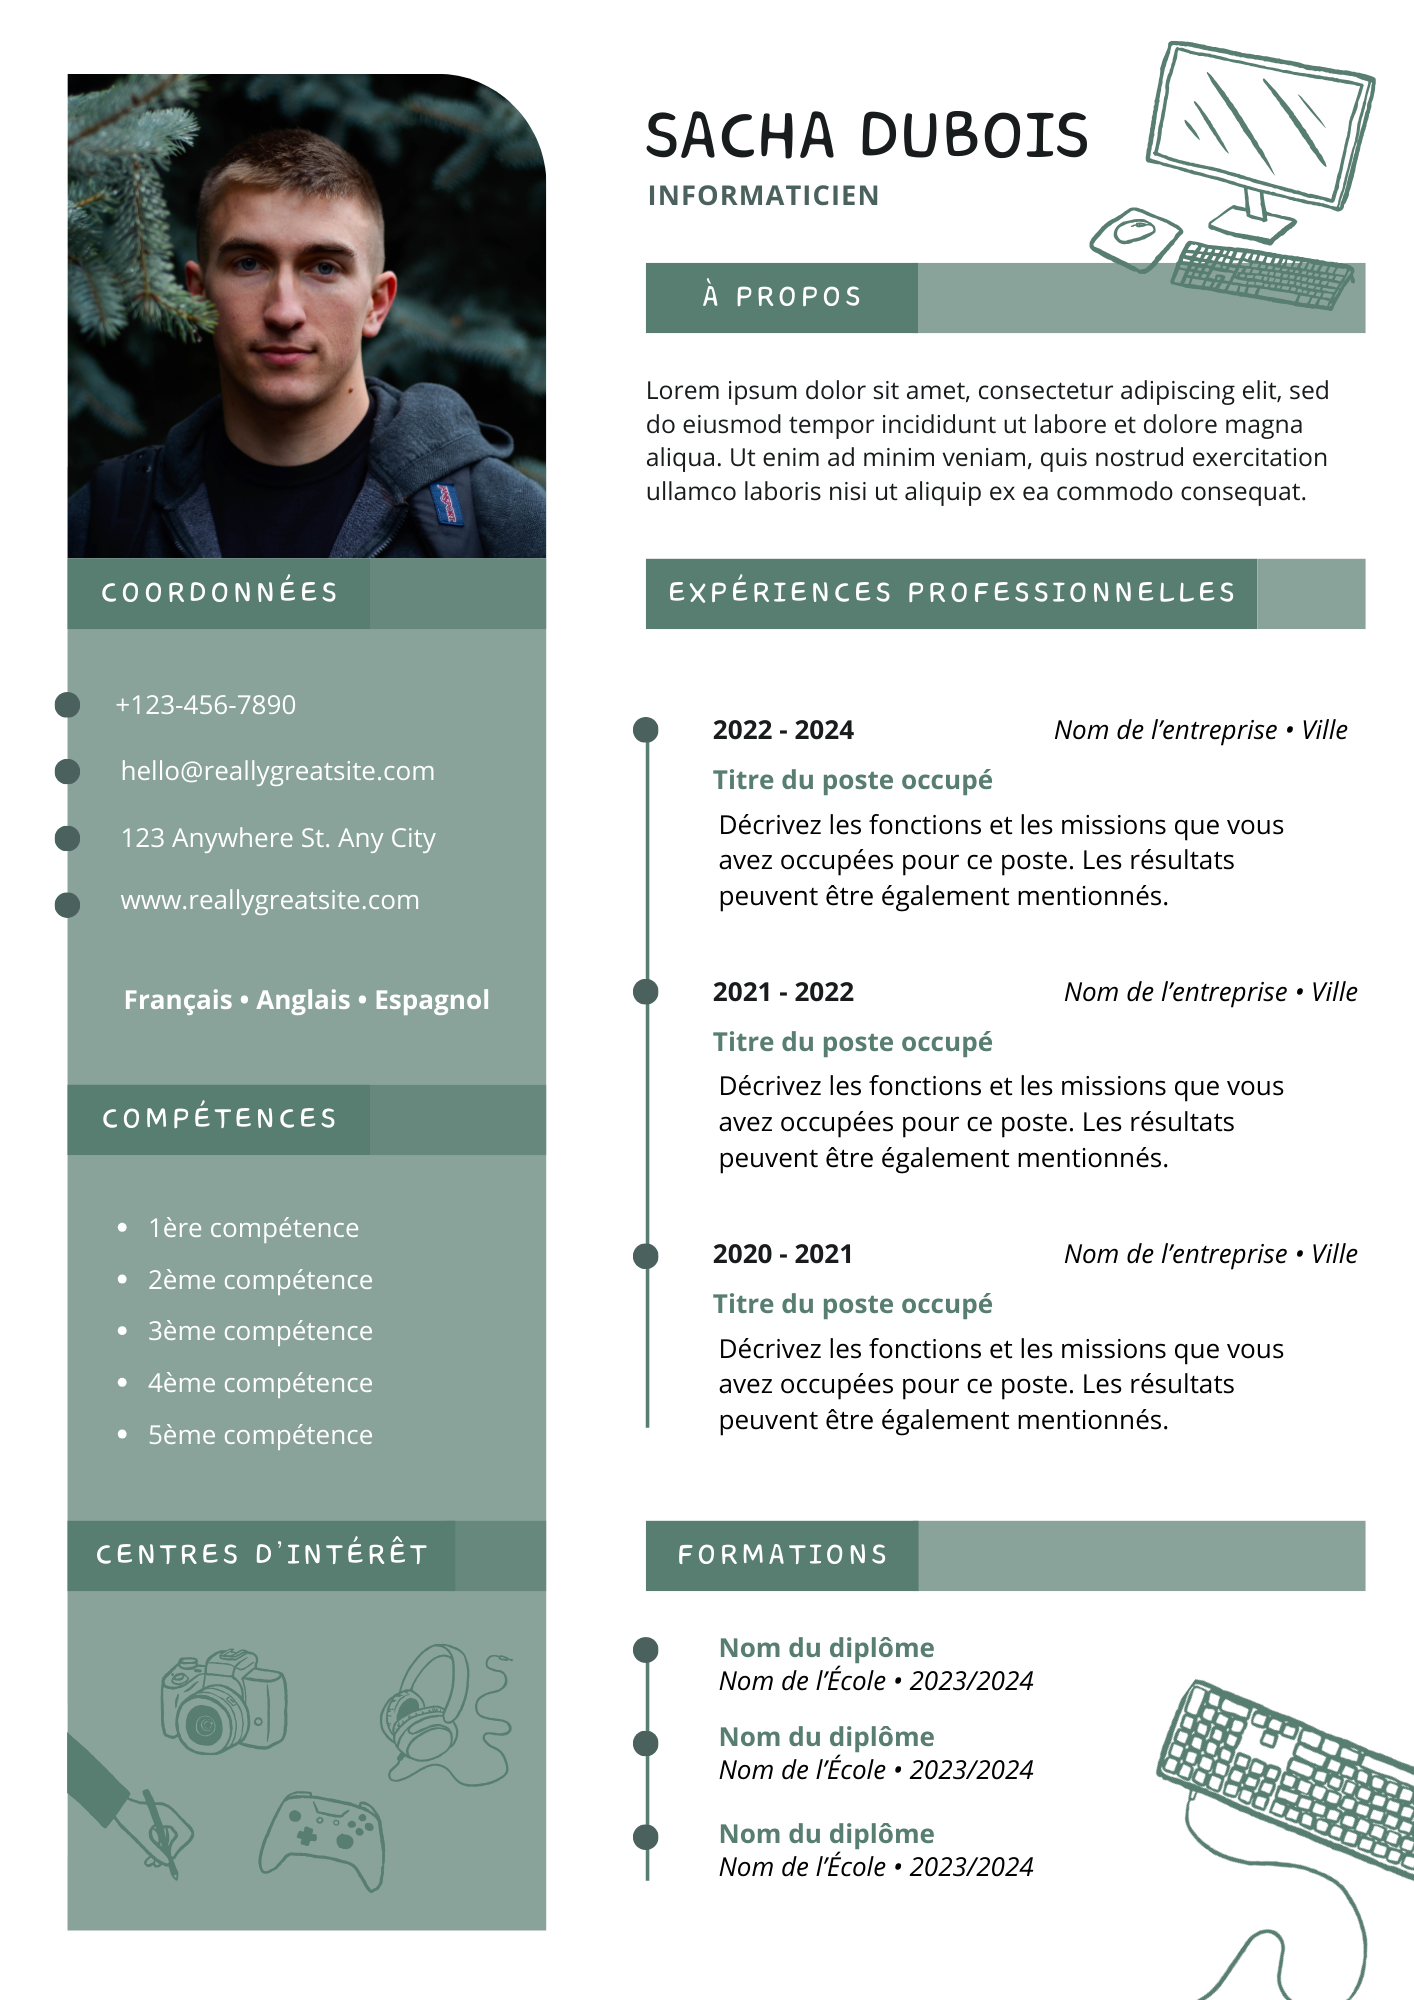 SACHA DUBOIS
INFORMATICIEN
À PROPOS
Lorem ipsum dolor sit amet, consectetur adipiscing elit, sed
do eiusmod tempor incididunt ut labore et dolore magna
aliqua. Ut enim ad minim veniam, quis nostrud exercitation
ullamco laboris nisi ut aliquip ex ea commodo consequat.
COORDONNÉES
+123-456-7890
hello@reallygreatsite.com
123 Anywhere St. Any City
www.reallygreatsite.com
Français • Anglais • Espagnol
COMPÉTENCES
• 1ère compétence
• 2ème compétence
• 3ème compétence
• 4ème compétence
• 5ème compétence
CENTRES D'INTÉRÊT
EXPÉRIENCES PROFESSIONNELLES
2022 - 2024 Nom de l’entreprise • Ville
Titre du poste occupé
Décrivez les fonctions et les missions que vous
avez occupées pour ce poste. Les résultats
peuvent être également mentionnés.
2021 - 2022 Nom de l’entreprise • Ville
Titre du poste occupé
Décrivez les fonctions et les missions que vous
avez occupées pour ce poste. Les résultats
peuvent être également mentionnés.
2020 - 2021 Nom de l’entreprise • Ville
Titre du poste occupé
Décrivez les fonctions et les missions que vous
avez occupées pour ce poste. Les résultats
peuvent être également mentionnés.
FORMATIONS
Nom du diplôme
Nom de l’École • 2023/2024
Nom du diplôme
Nom de l’École • 2023/2024
Nom du diplôme
Nom de l’École • 2023/2024